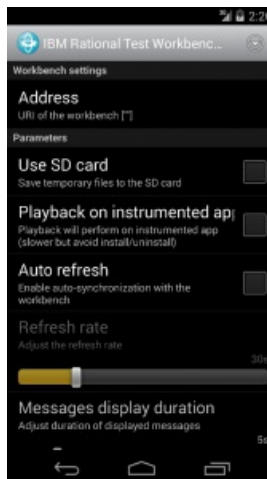 2:20
IBM Rational Test Workbenc...
Workbench settings
Address
URI of the workbench [""]
Parameters
Use SD card
Save temporary files to the SD card
Playback on instrumented ap
Playback will perform on instrumented app
(slower but avoid install/uninstall)
Auto refresh
Enable auto-synchronization with the
workbench
Refresh rate
Adjust the refresh rate
30s
Messages display duration
Adjust duration of displayed messages
5s